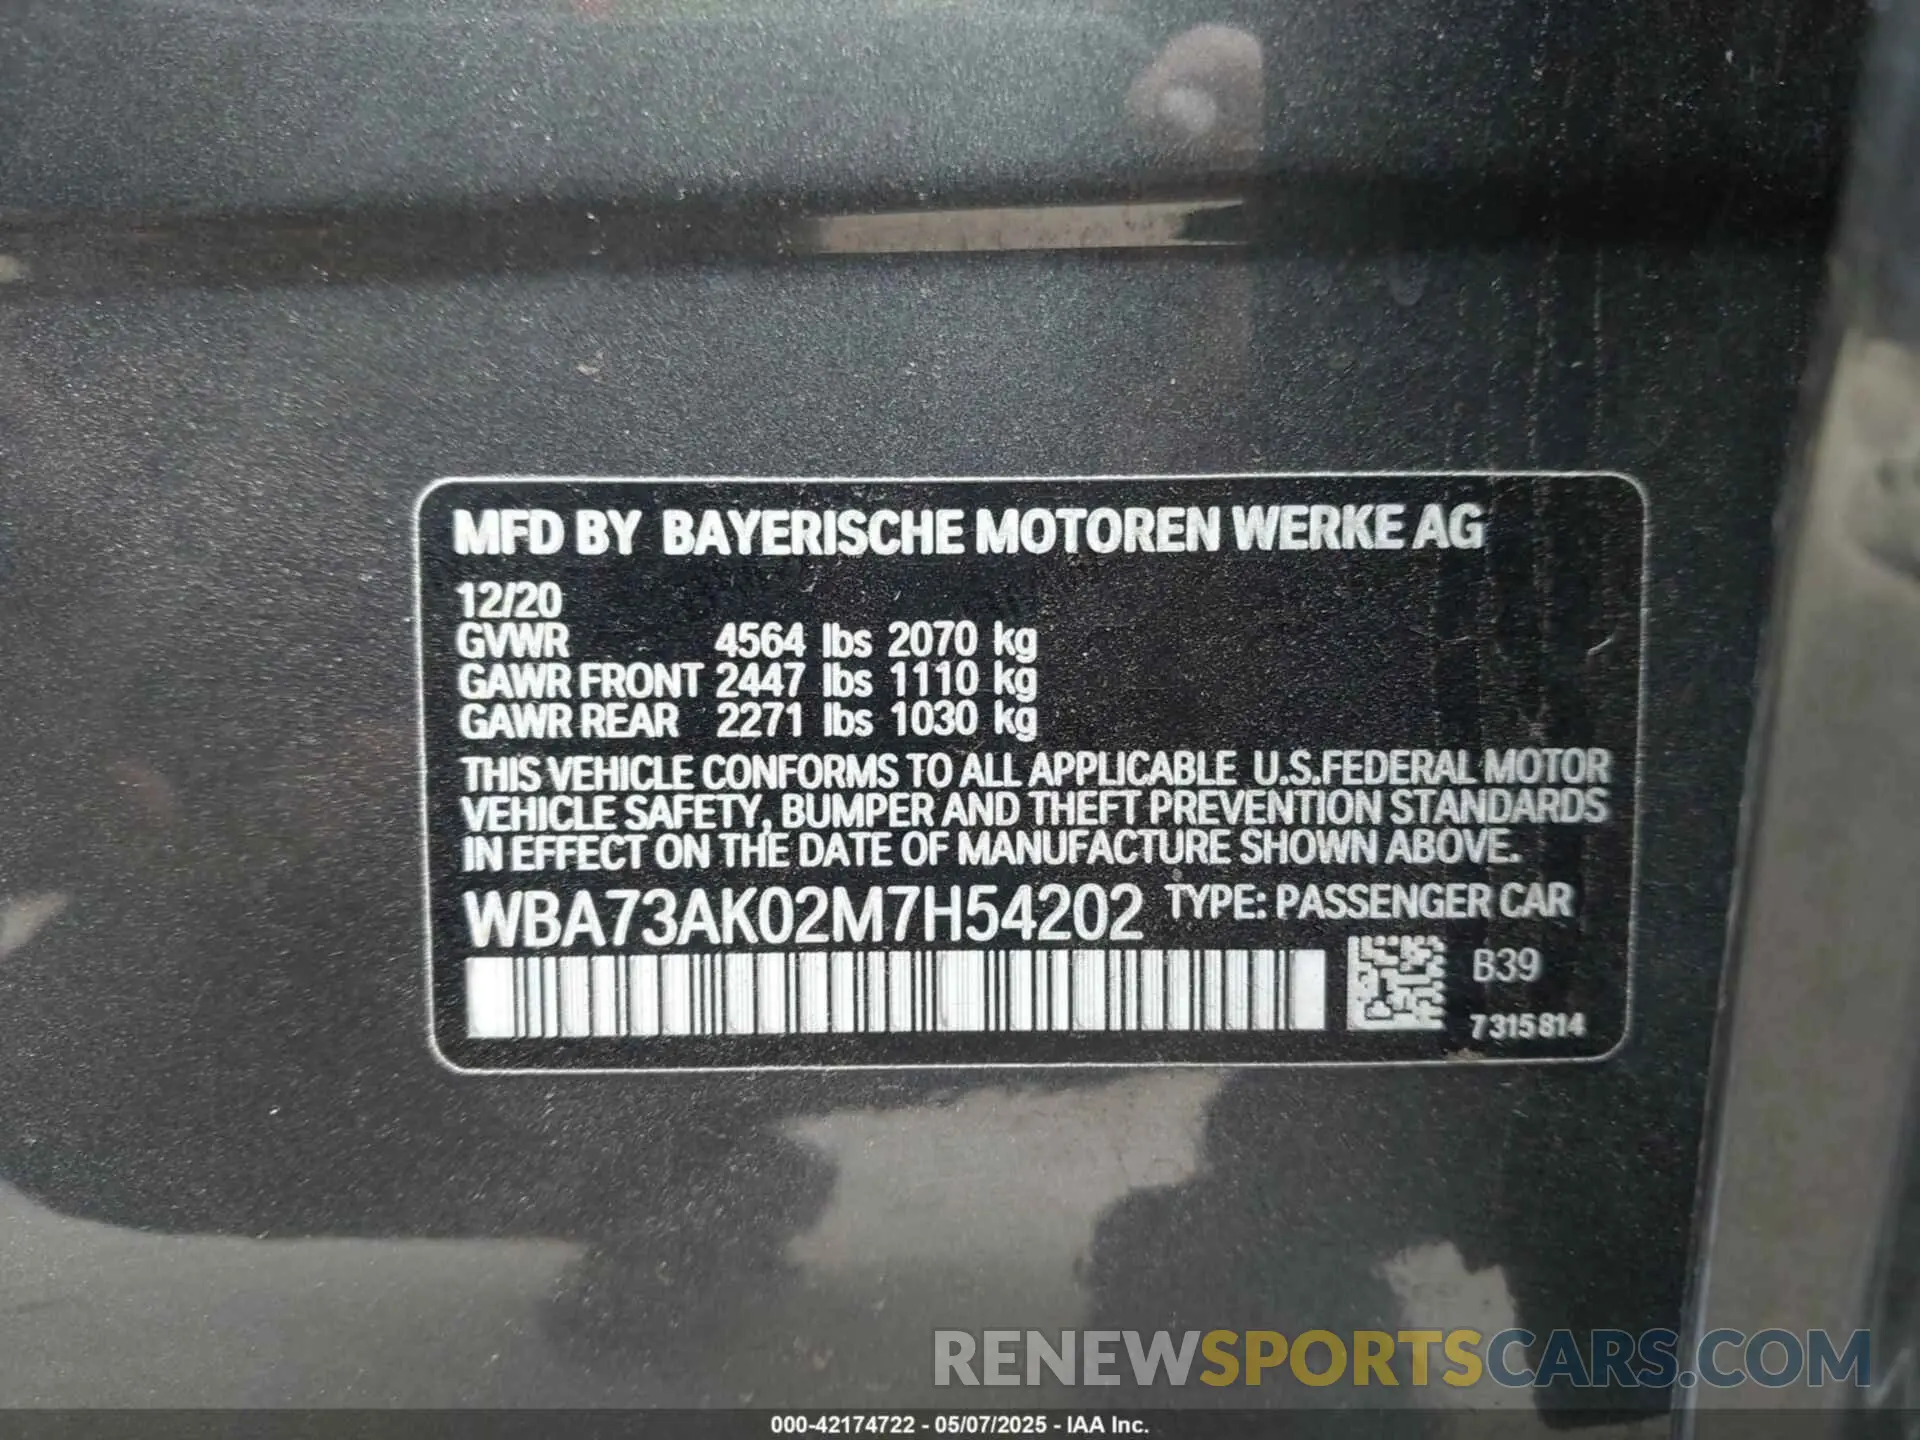 MFD BY BAYERISCHE MOTOREN WERKE AG
12/20
GVWR 4564 lbs 2070 kg
GAWR FRONT 2447 lbs 1110 kg
GAWR REAR 2271 lbs 1030 kg
THIS VEHICLE CONFORMS TO ALL APPLICABLE U.S.FEDERAL MOTOR
VEHICLE SAFETY, BUMPER AND THEFT PREVENTION STANDARDS
IN EFFECT ON THE DATE OF MANUFACTURE SHOWN ABOVE.
WBA73AK02M7H54202 TYPE: PASSENGER CAR
B39
7315814
RENEWSPORTSCARS.COM
000-42174722 - 05/07/2025 - IAA Inc.